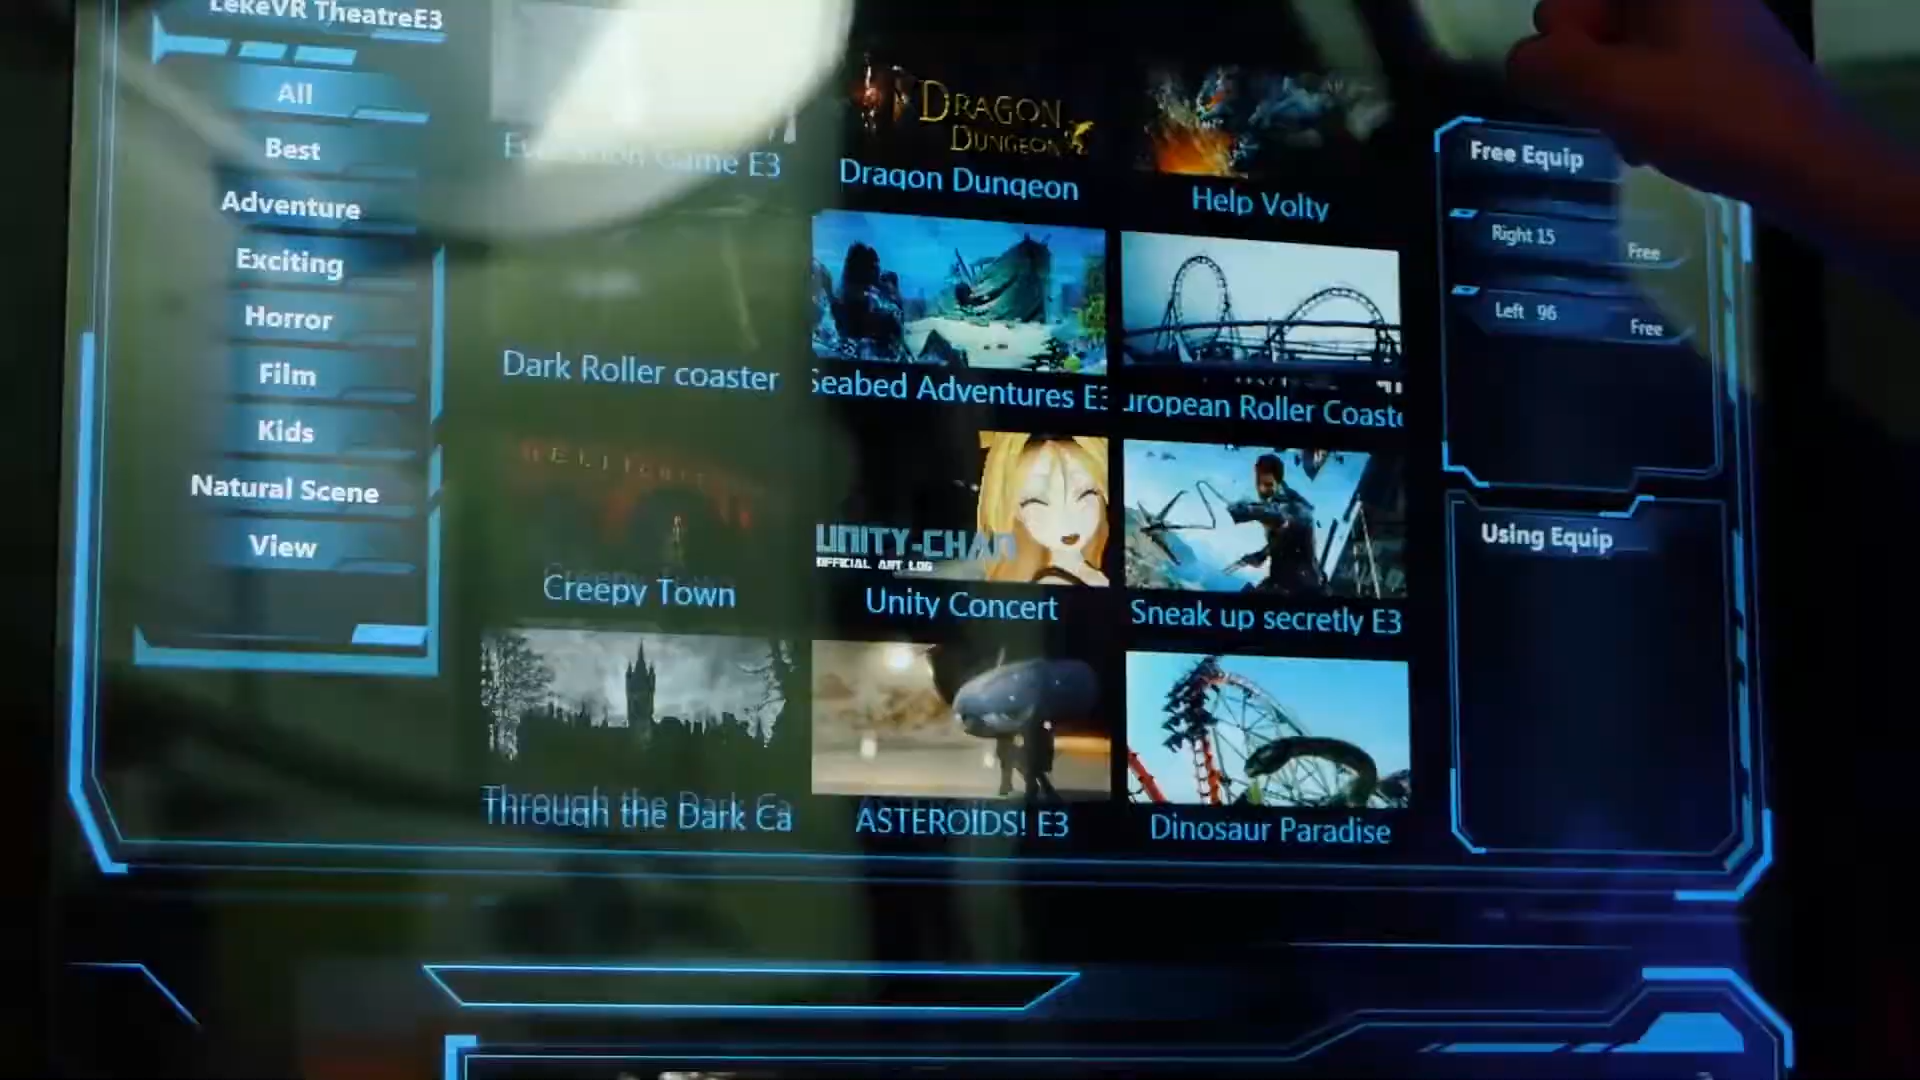 LekeVR TheatreE3
All
Best
Adventure
Exciting
Horror
Film
Kids
Natural Scene
View
Game E3
DRAGON
DUNGEON
Dragon Dungeon
Help Volty
Dark Roller coaster
Seabed Adventures E3
uropean Roller Coaste
Creepy Town
UNITY-CHAN
OFFICIAL ART LOG
Unity Concert
Sneak up secretly E3
Through the Dark Ca
ASTEROIDS! E3
Dinosaur Paradise
Free Equip
Right 15
Free
Left 96
Free
Using Equip